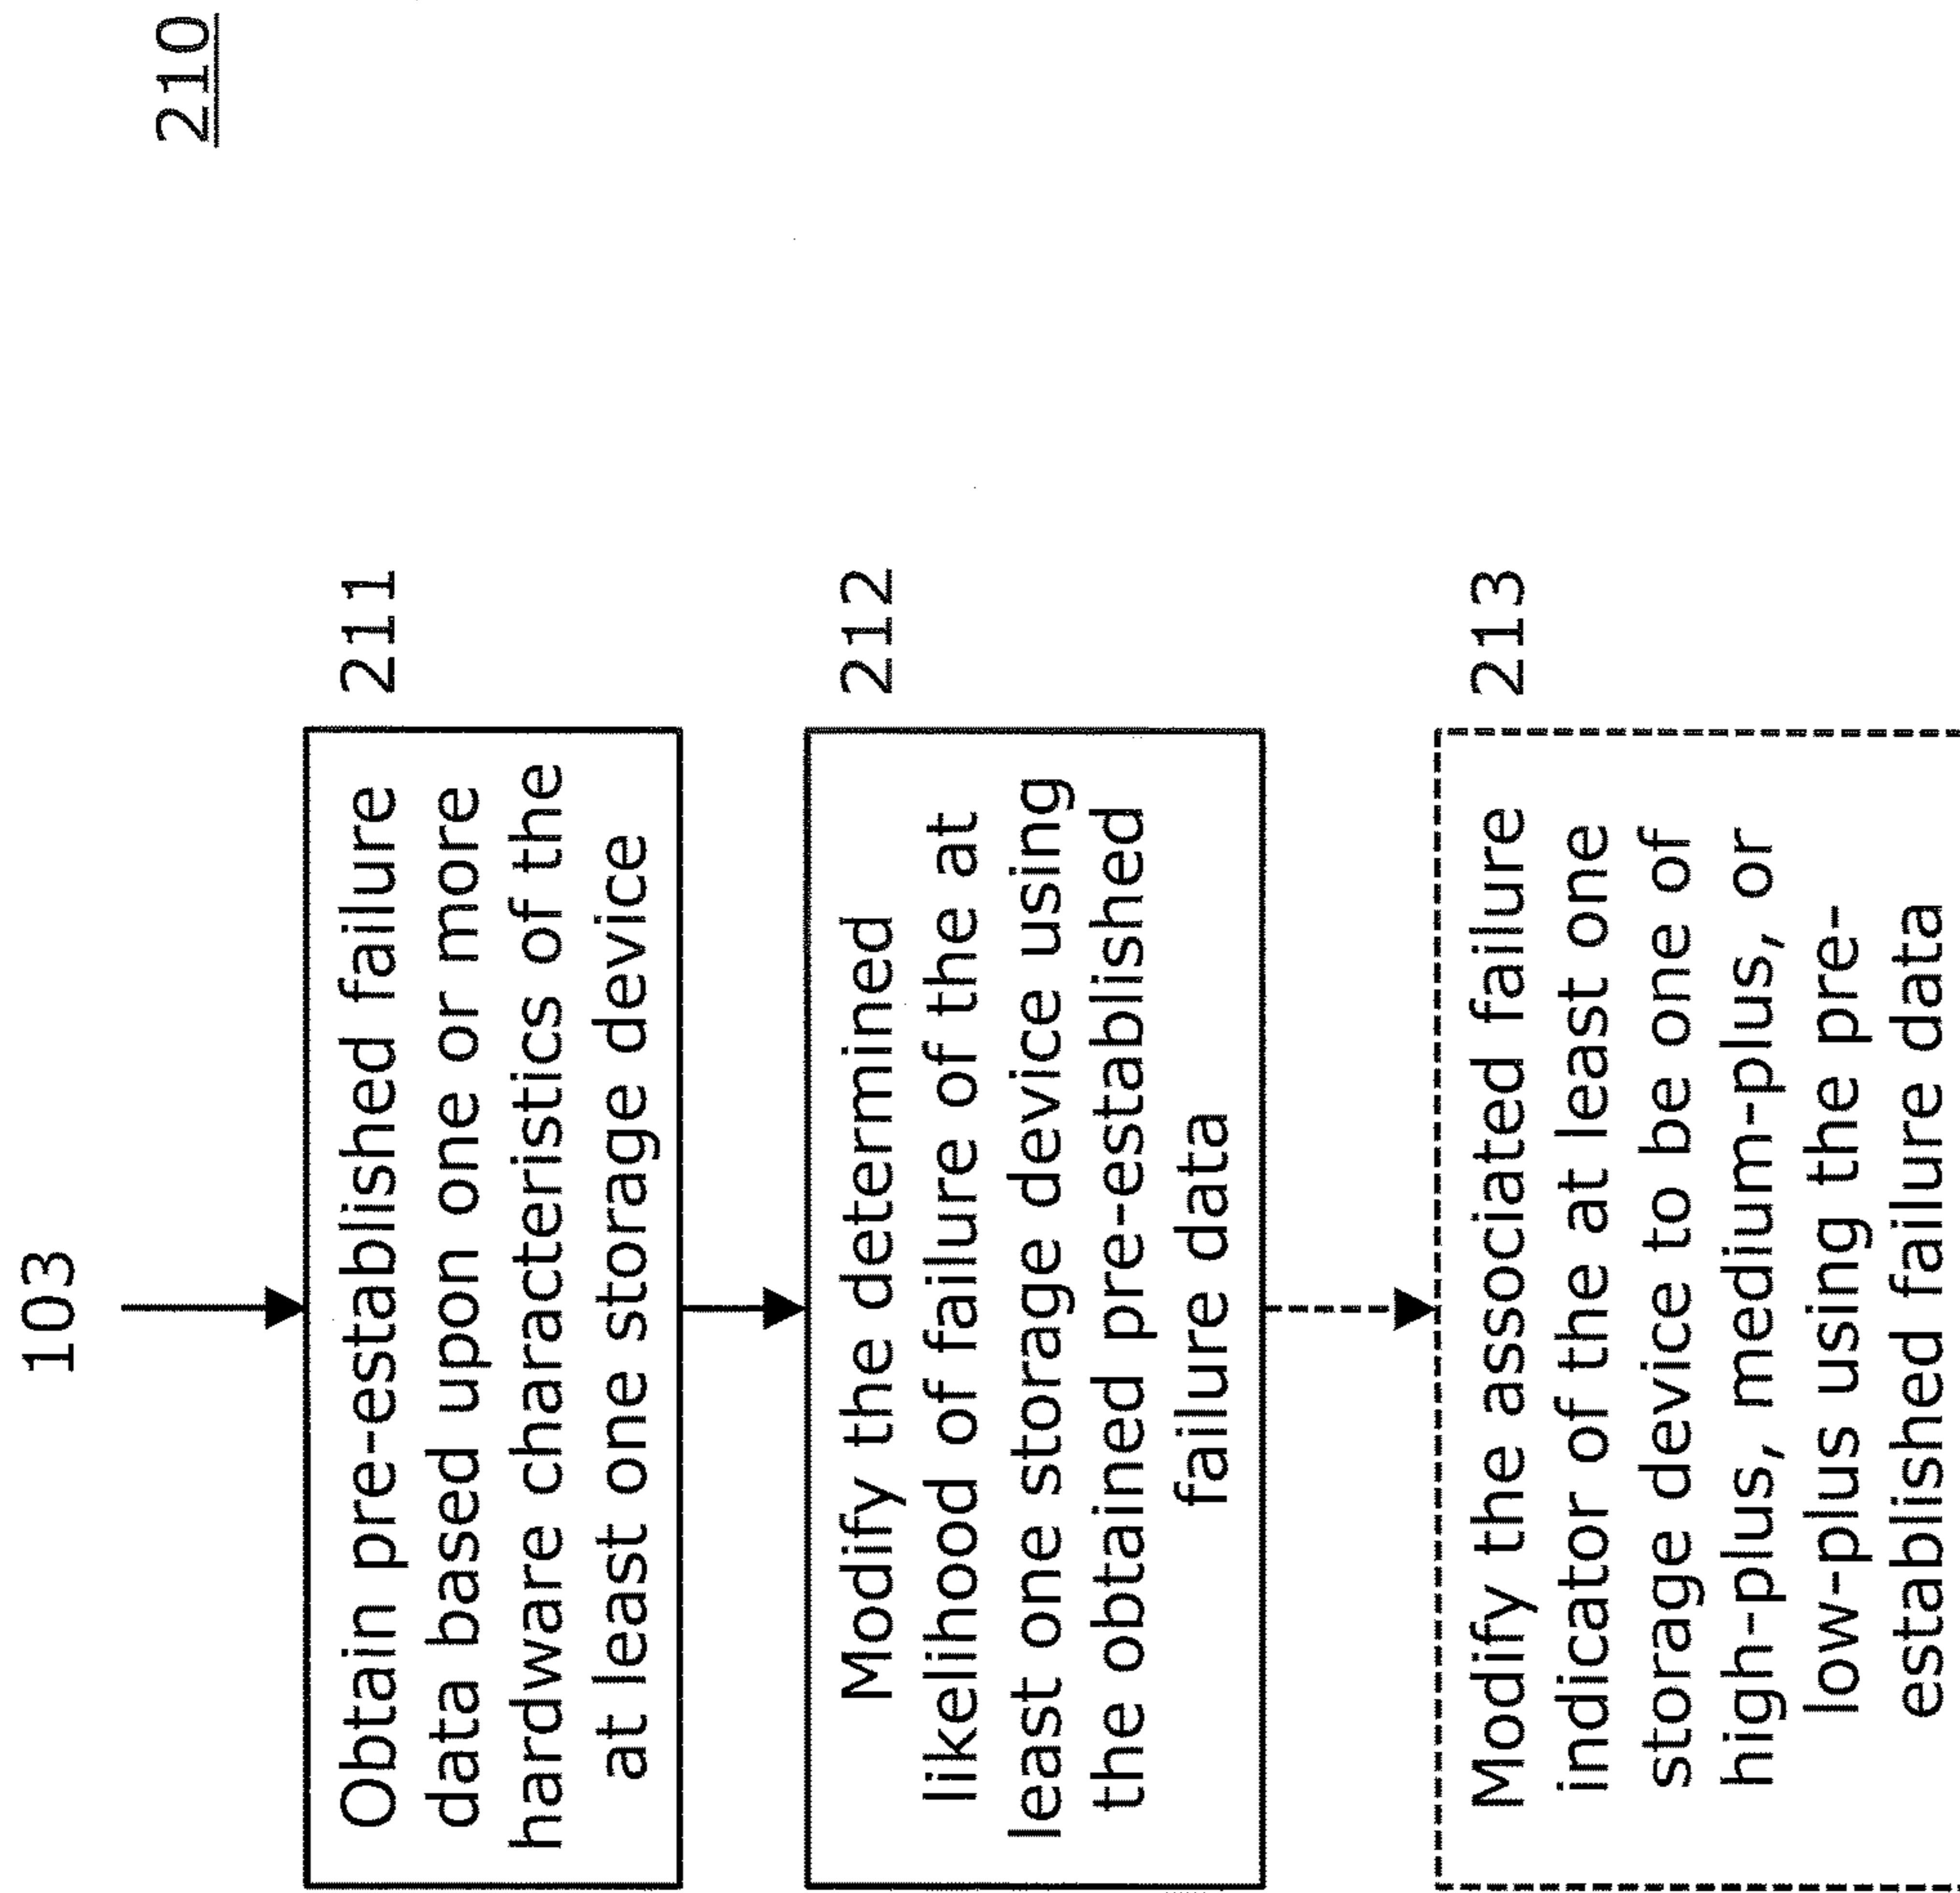 210
103
Obtain pre-established failure
data based upon one or more
hardware characteristics of the
at least one storage device
211
Modify the determined
likelihood of failure of the at
least one storage device using
the obtained pre-established
failure data
212
Modify the associated failure
indicator of the at least one
storage device to be one of
high-plus, medium-plus, or
low-plus using the pre-
established failure data
213